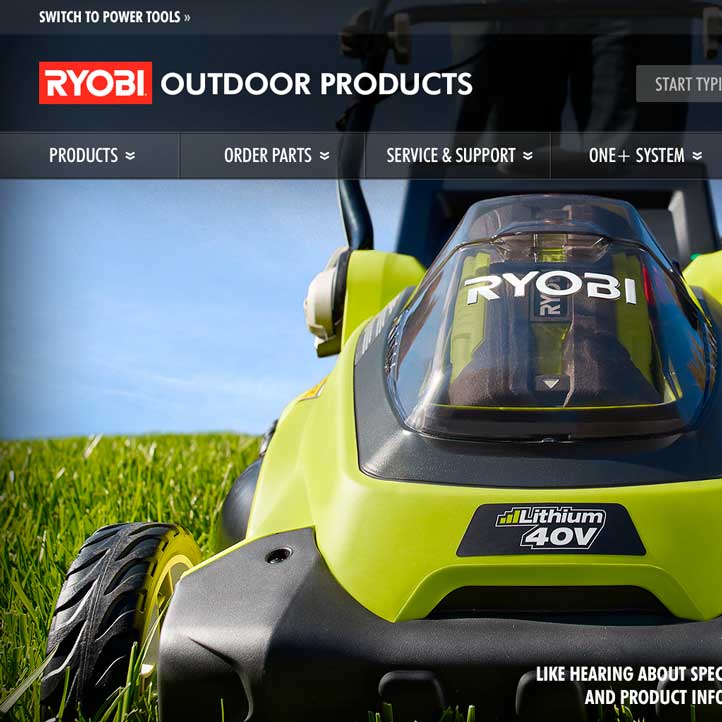 SWITCH TO POWER TOOLS »
RYOBI OUTDOOR PRODUCTS
START TYPI
PRODUCTS
ORDER PARTS
SERVICE & SUPPORT
ONE+ SYSTEM
RYOBI
RYO
Lithium
40V
LIKE HEARING ABOUT SPEC
AND PRODUCT INFO